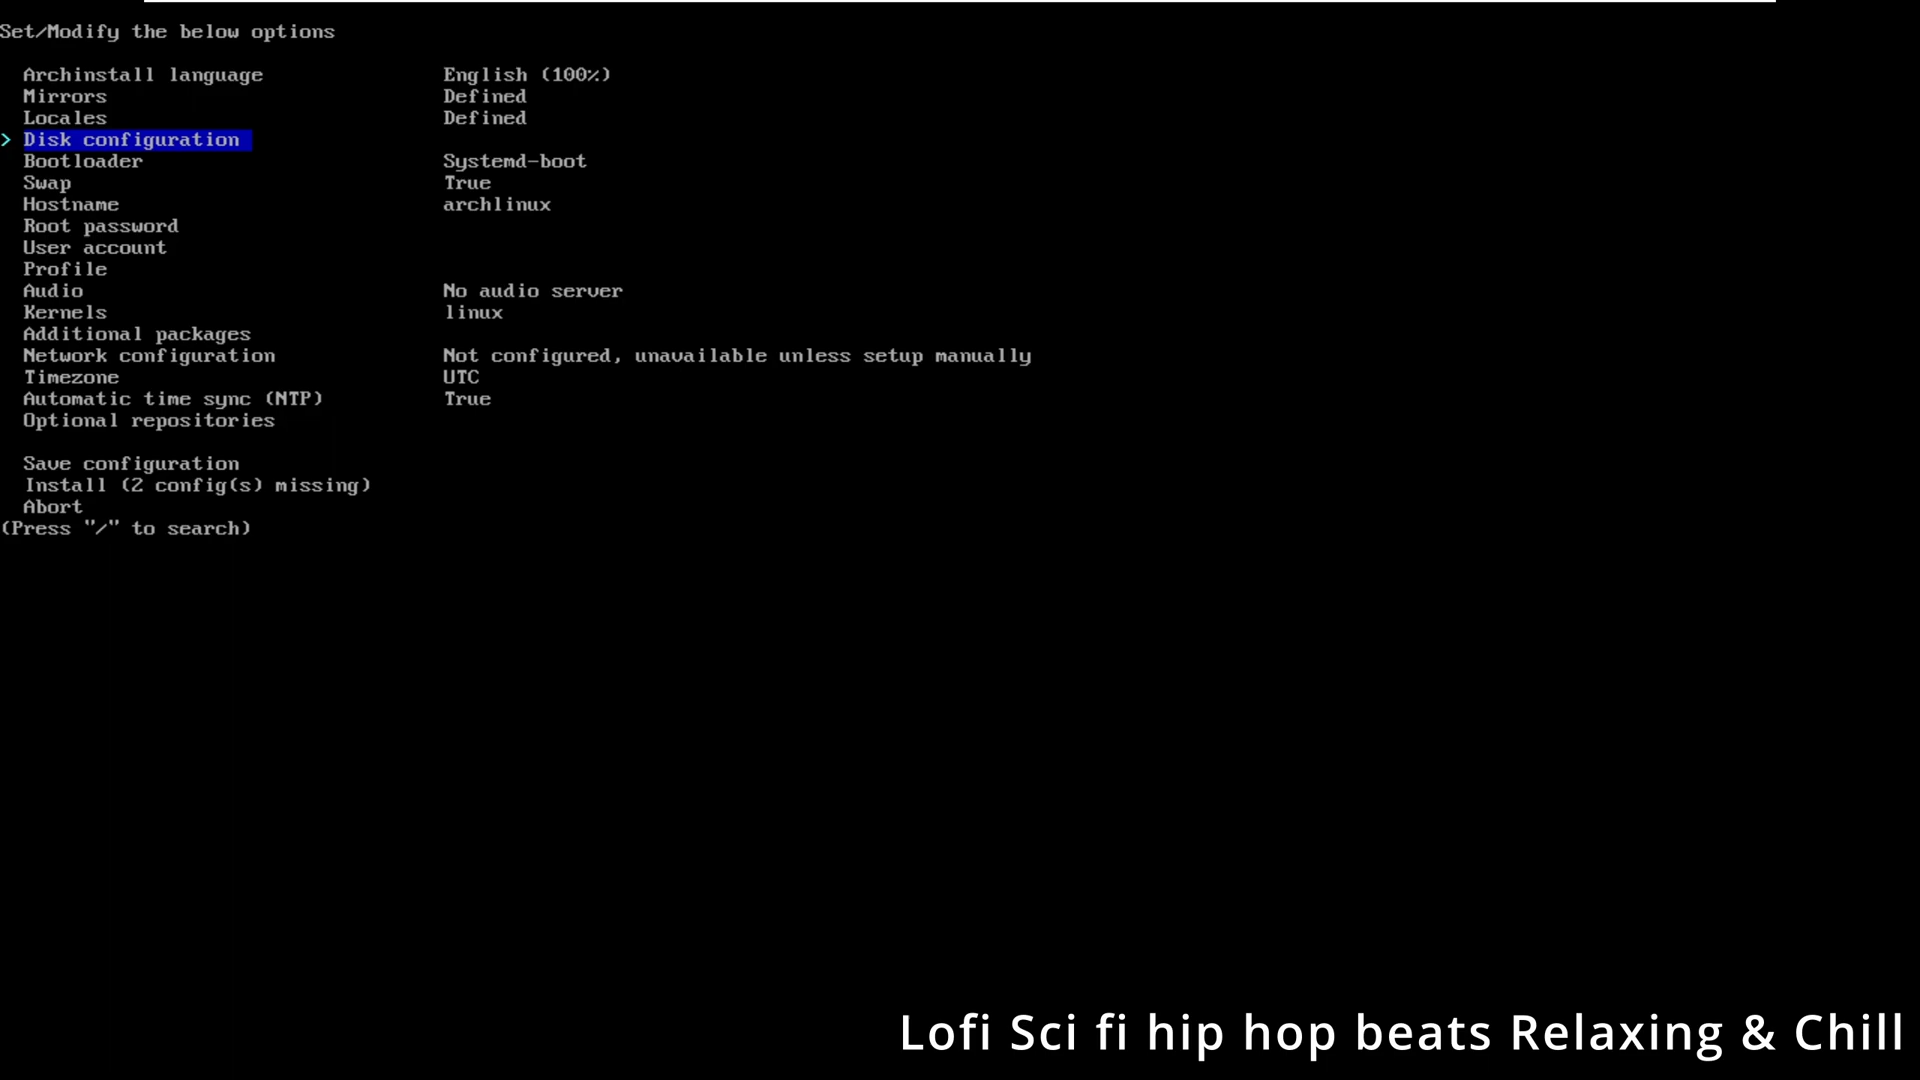 Set/Modify the below options
Archinstall language English (100%)
Mirrors Defined
Locales Defined
> Disk configuration
Bootloader Systemd-boot
Swap True
Hostname archlinux
Root password
User account
Profile
Audio No audio server
Kernels linux
Additional packages
Network configuration Not configured, unavailable unless setup manually
Timezone UTC
Automatic time sync (NTP) True
Optional repositories
Save configuration
Install (2 config(s) missing)
Abort
(Press "/" to search)
Lofi Sci fi hip hop beats Relaxing & Chill